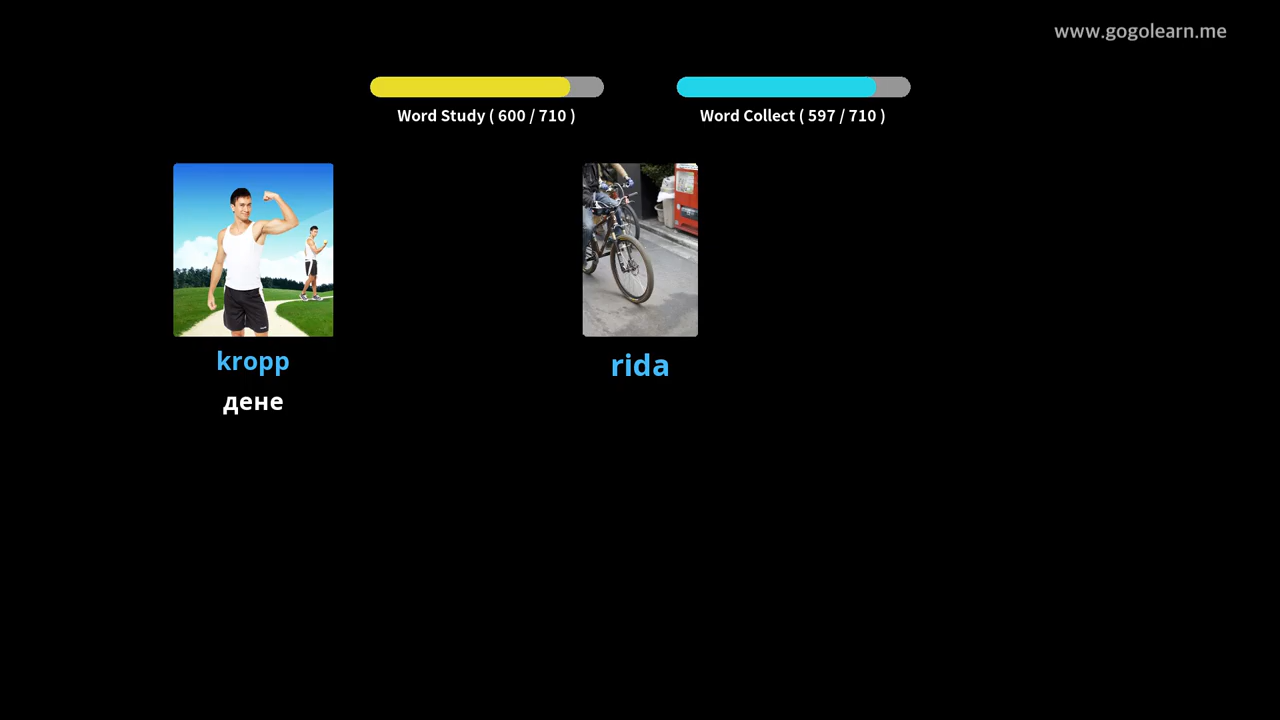 www.gogolearn.me
Word Study ( 600 / 710 )
Word Collect ( 597 / 710 )
kropp
дене
rida